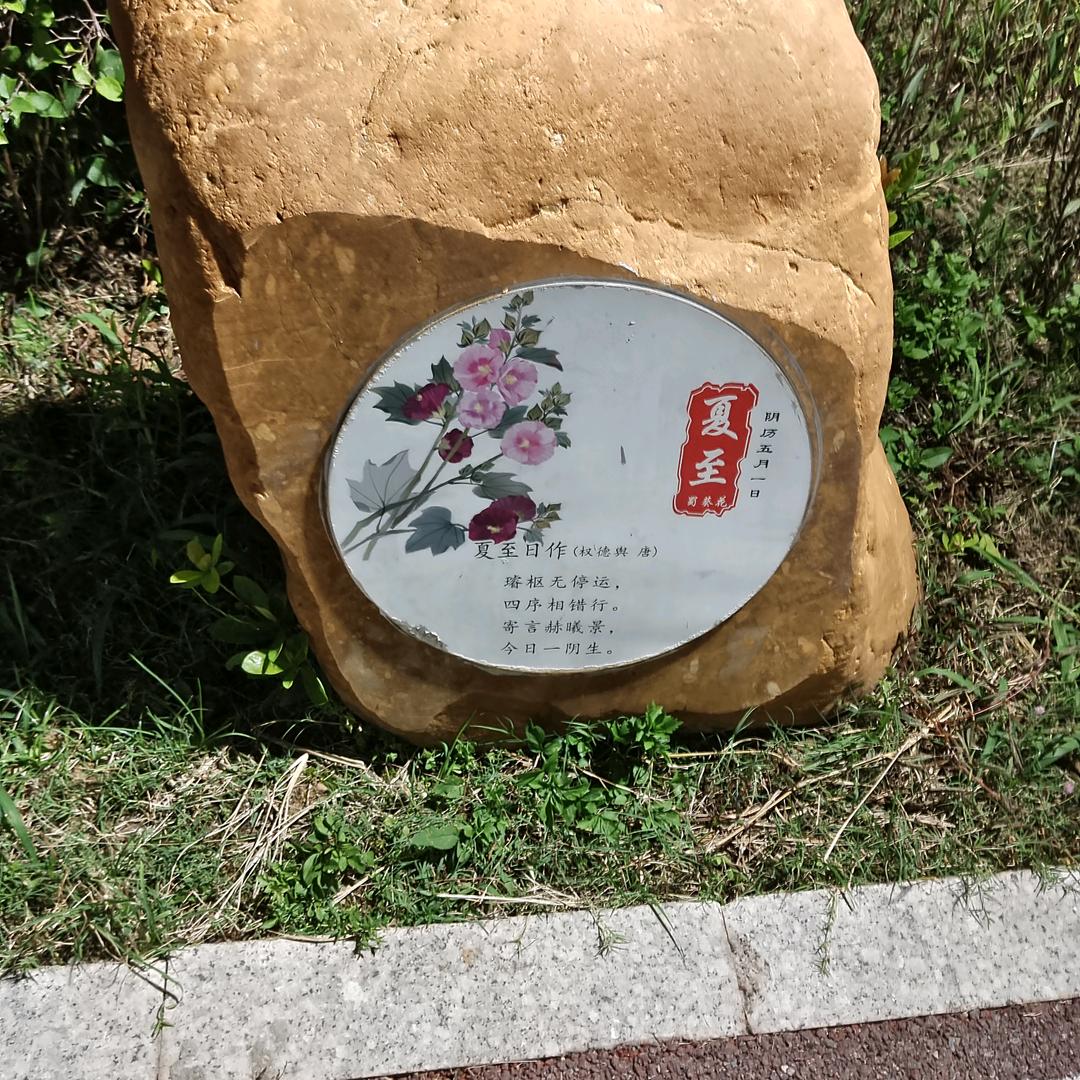 夏至
蜀葵花
阴历五月一日
夏至日作(权德舆 唐)
璿枢无停运，
四序相错行。
寄言赫曦景，
今日一阴生。